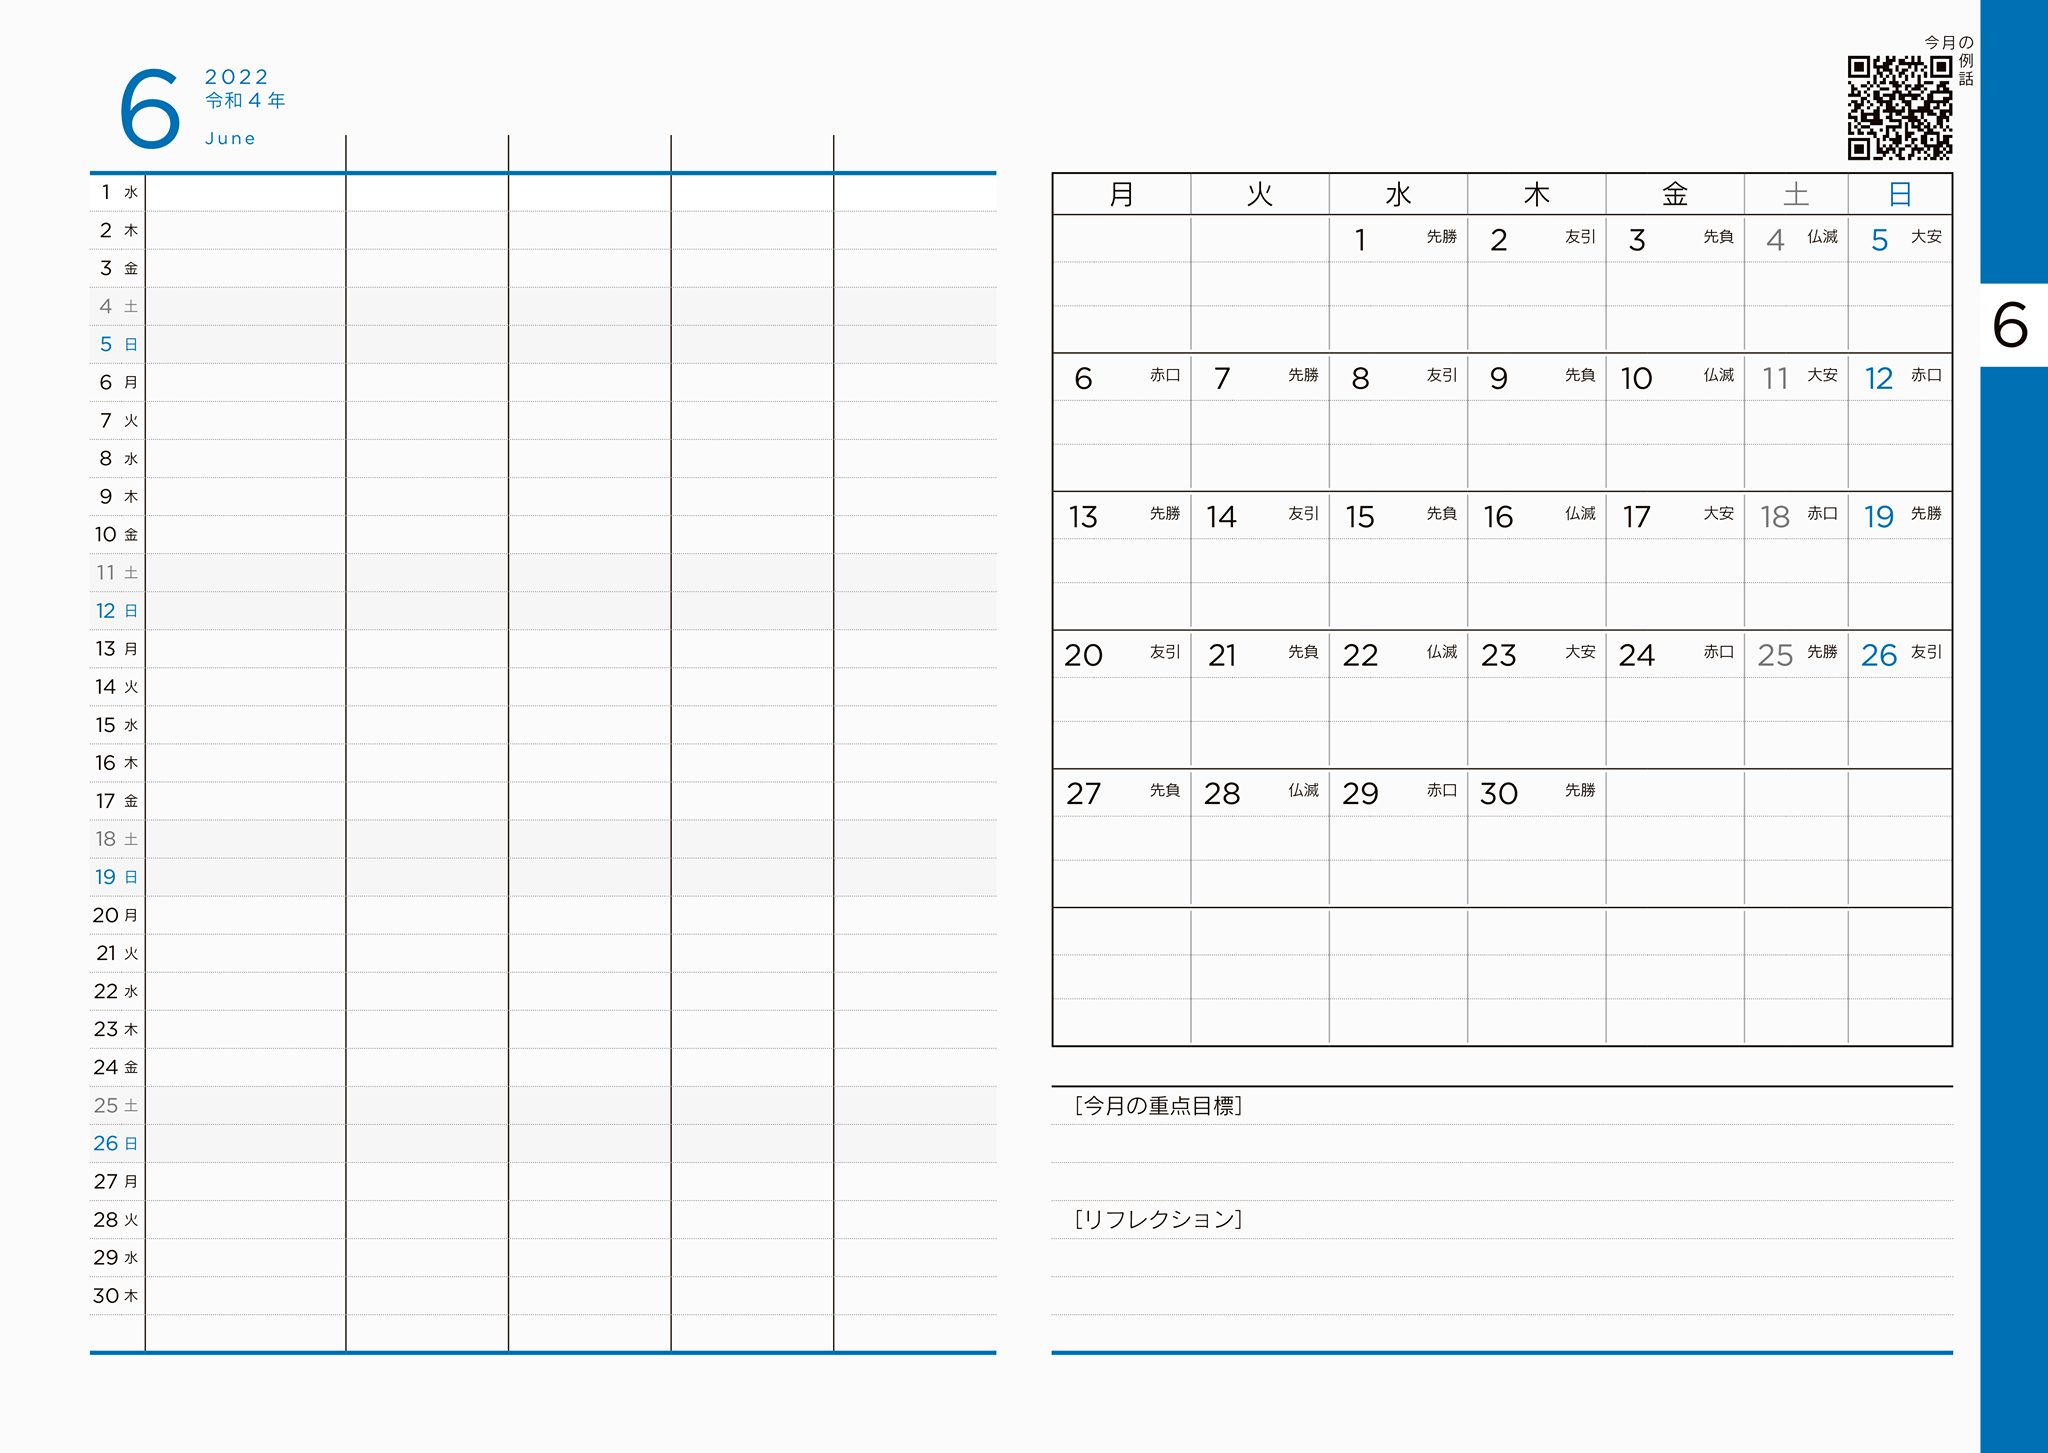 6
2022
令和 4 年
June
1 水
2 木
3 金
4 土
5 日
6 月
7 火
8 水
9 木
10 金
11 土
12 日
13 月
14 火
15 水
16 木
17 金
18 土
19 日
20 月
21 火
22 水
23 木
24 金
25 土
26 日
27 月
28 火
29 水
30 木
今月の例話
月 火 水 木 金 土 日
1 先勝 2 友引 3 先負 4 仏滅 5 大安
6 赤口 7 先勝 8 友引 9 先負 10 仏滅 11 大安 12 赤口
13 先勝 14 友引 15 先負 16 仏滅 17 大安 18 赤口 19 先勝
20 友引 21 先負 22 仏滅 23 大安 24 赤口 25 先勝 26 友引
27 先負 28 仏滅 29 赤口 30 先勝
[今月の重点目標]
[リフレクション]
6